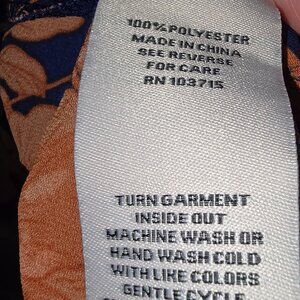 100% POLYESTER
MADE IN CHINA
SEE REVERSE
FOR CARE
RN 103715
TURN GARMENT
INSIDE OUT
MACHINE WASH OR
HAND WASH COLD
WITH LIKE COLORS
GENTLE CYCLE